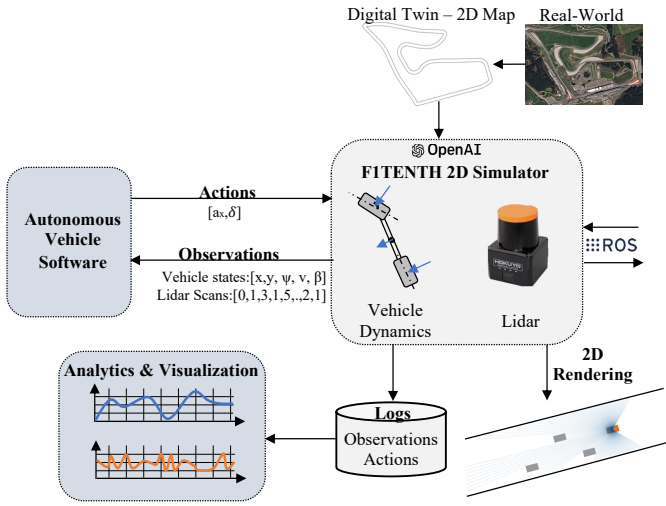 Digital Twin – 2D Map
Real-World
OpenAI
F1TENTH 2D Simulator
Actions
[aₓ,δ]
Autonomous
Vehicle
Software
Observations
Vehicle states:[x,y, ψ, v, β]
Lidar Scans:[0,1,3,1,5,..,2,1]
HOKUYO
ROS
Vehicle
Dynamics
Lidar
2D
Rendering
Analytics & Visualization
Logs
Observations
Actions